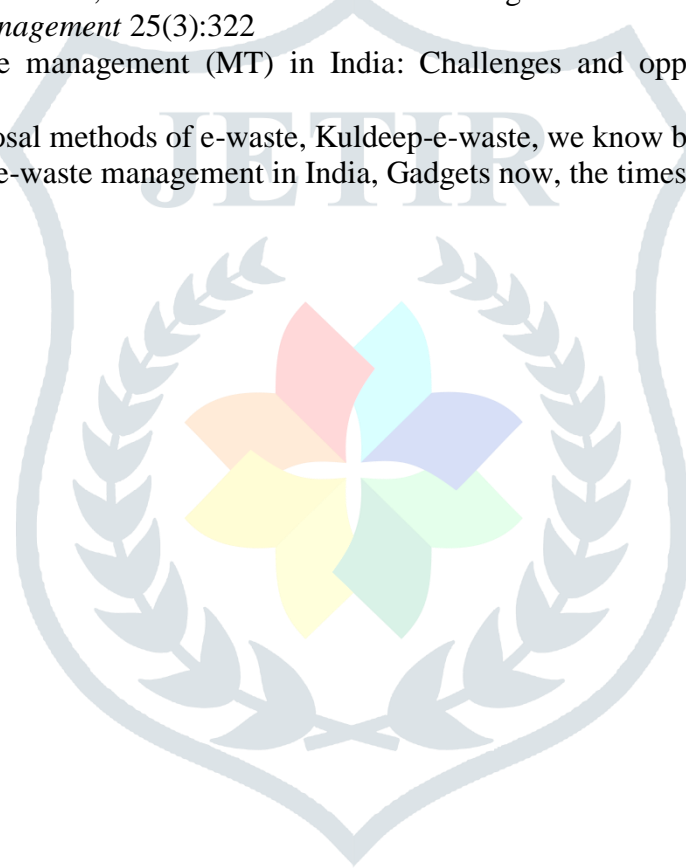 nagement 25(3):322
e management (MT) in India: Challenges and opp
osal methods of e-waste, Kuldeep-e-waste, we know b
e-waste management in India, Gadgets now, the times
JETIR